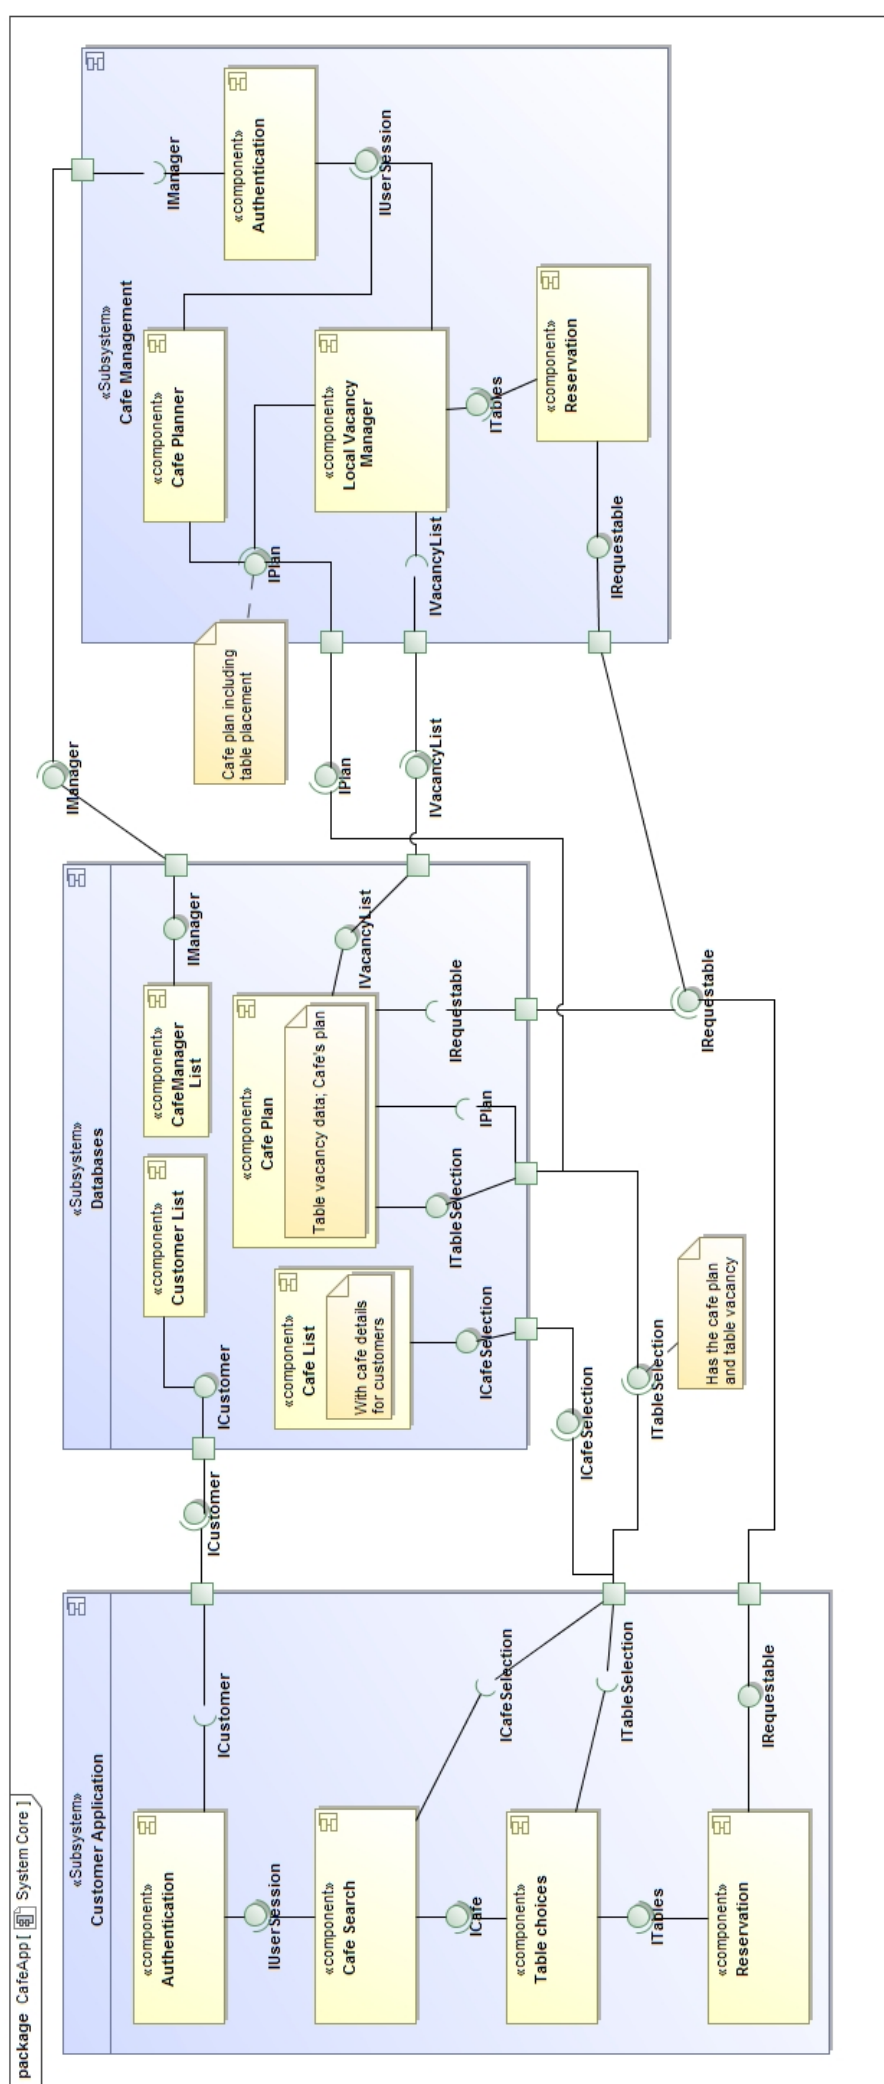 package CafeApp [ System Core ]
«Subsystem»
Customer Application
«component»
Authentication
ICustomer
IUserSession
«component»
Cafe Search
ICafeSelection
ICafe
«component»
Table choices
ITableSelection
ITables
«component»
Reservation
IRequestable
ICustomer
ICafeSelection
ITableSelection
Has the cafe plan
and table vacancy
IRequestable
«Subsystem»
Databases
«component»
Customer List
ICustomer
«component»
CafeManager
List
IManager
«component»
Cafe List
With cafe details
for customers
ICafeSelection
«component»
Cafe Plan
Table vacancy data; Cafe's plan
ITableSelection
IPlan
IRequestable
IVacancyList
IManager
IPlan
IVacancyList
Cafe plan including
table placement
«Subsystem»
Cafe Management
«component»
Cafe Planner
IPlan
«component»
Authentication
IManager
IUserSession
«component»
Local Vacancy
Manager
IVacancyList
ITables
«component»
Reservation
IRequestable